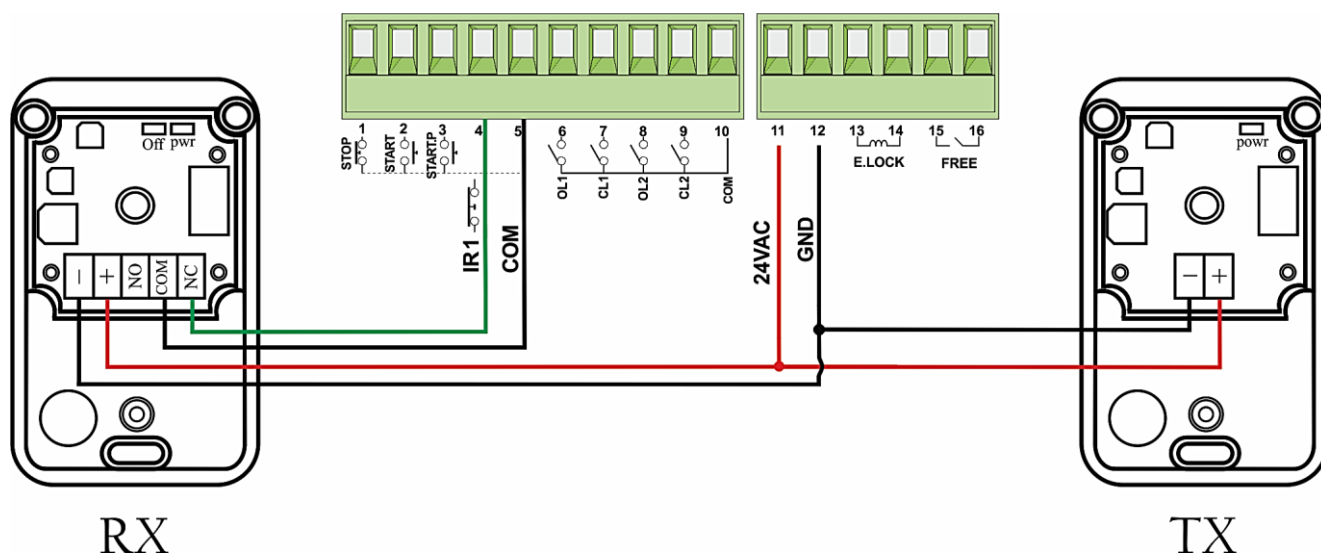 1 2 3 4 5 6 7 8 9 10 11 12 13 14 15 16
STOP
START
START.P
IR1
COM
OL1
CL1
OL2
CL2
COM
24VAC
GND
E.LOCK
FREE
Off pwr
− + NO COM NC
RX
powr
− +
TX